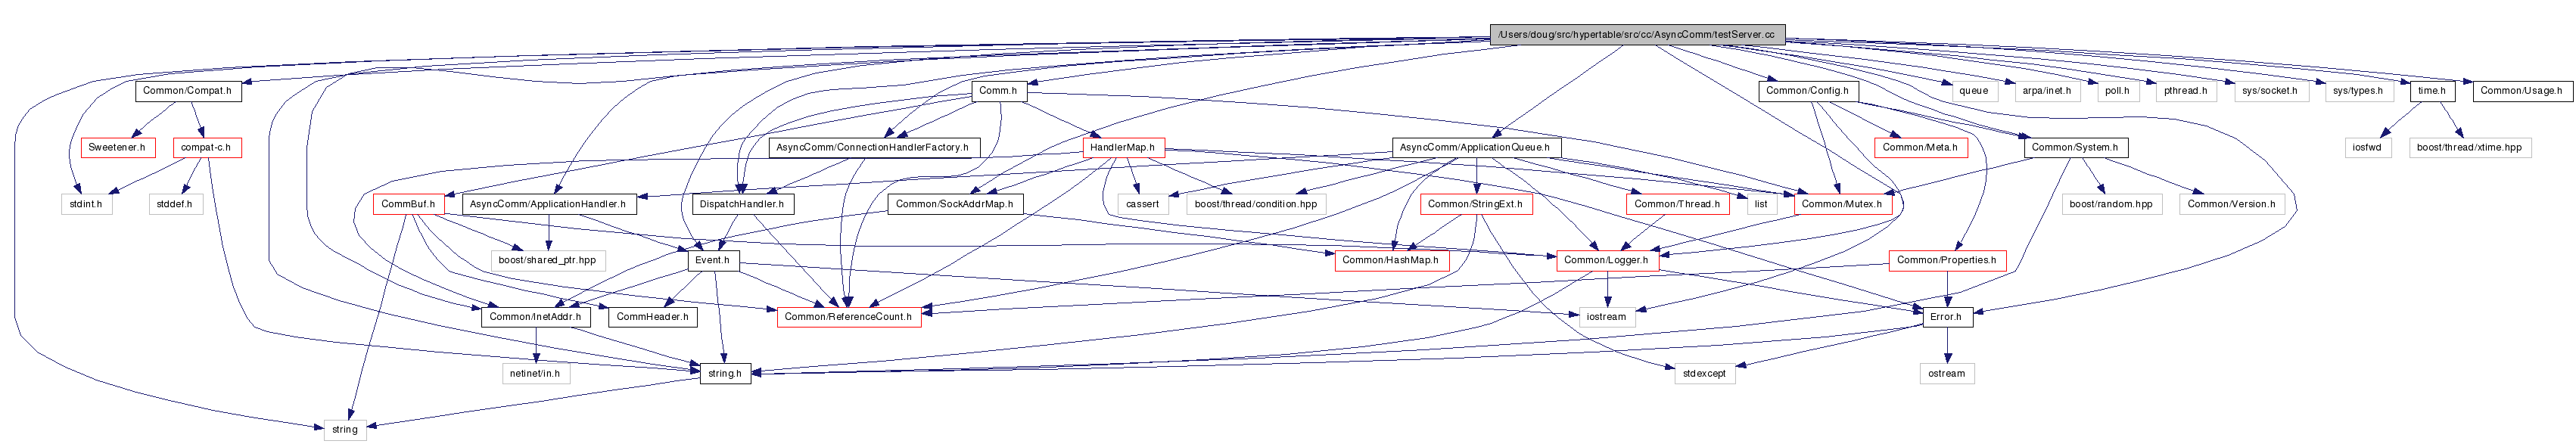 /Users/doug/src/hypertable/src/cc/AsyncComm/testServer.cc
Common/Compat.h
Comm.h
Common/Config.h
queue
arpa/inet.h
poll.h
pthread.h
sys/socket.h
sys/types.h
time.h
Common/Usage.h
Sweetener.h
compat-c.h
AsyncComm/ConnectionHandlerFactory.h
HandlerMap.h
AsyncComm/ApplicationQueue.h
Common/Meta.h
Common/System.h
iosfwd
boost/thread/xtime.hpp
stdint.h
stddef.h
CommBuf.h
AsyncComm/ApplicationHandler.h
DispatchHandler.h
Common/SockAddrMap.h
cassert
boost/thread/condition.hpp
Common/StringExt.h
Common/Thread.h
list
Common/Mutex.h
boost/random.hpp
Common/Version.h
boost/shared_ptr.hpp
Event.h
Common/HashMap.h
Common/Logger.h
Common/Properties.h
Common/InetAddr.h
CommHeader.h
Common/ReferenceCount.h
iostream
Error.h
netinet/in.h
string.h
stdexcept
ostream
string